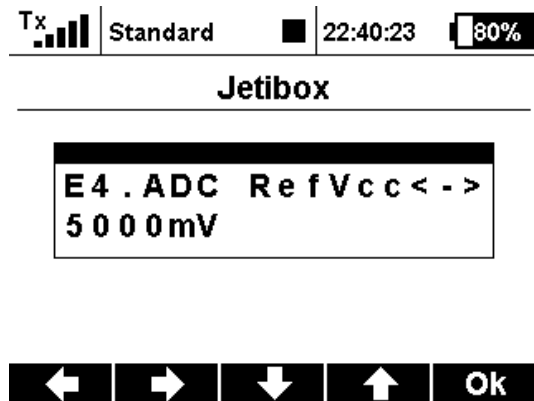 Tx Standard 22:40:23 80%
Jetibox
E4.ADC RefVcc<->
5000mV
Ok